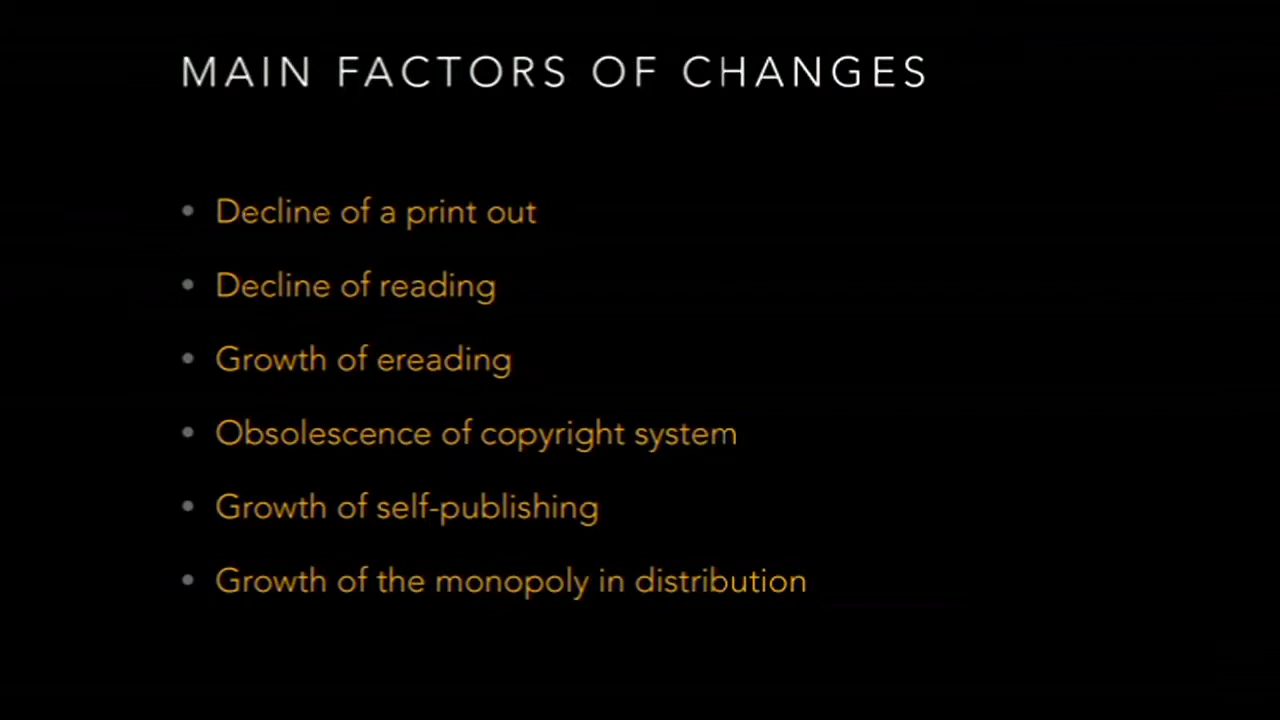 MAIN FACTORS OF CHANGES
• Decline of a print out
• Decline of reading
• Growth of ereading
• Obsolescence of copyright system
• Growth of self-publishing
• Growth of the monopoly in distribution